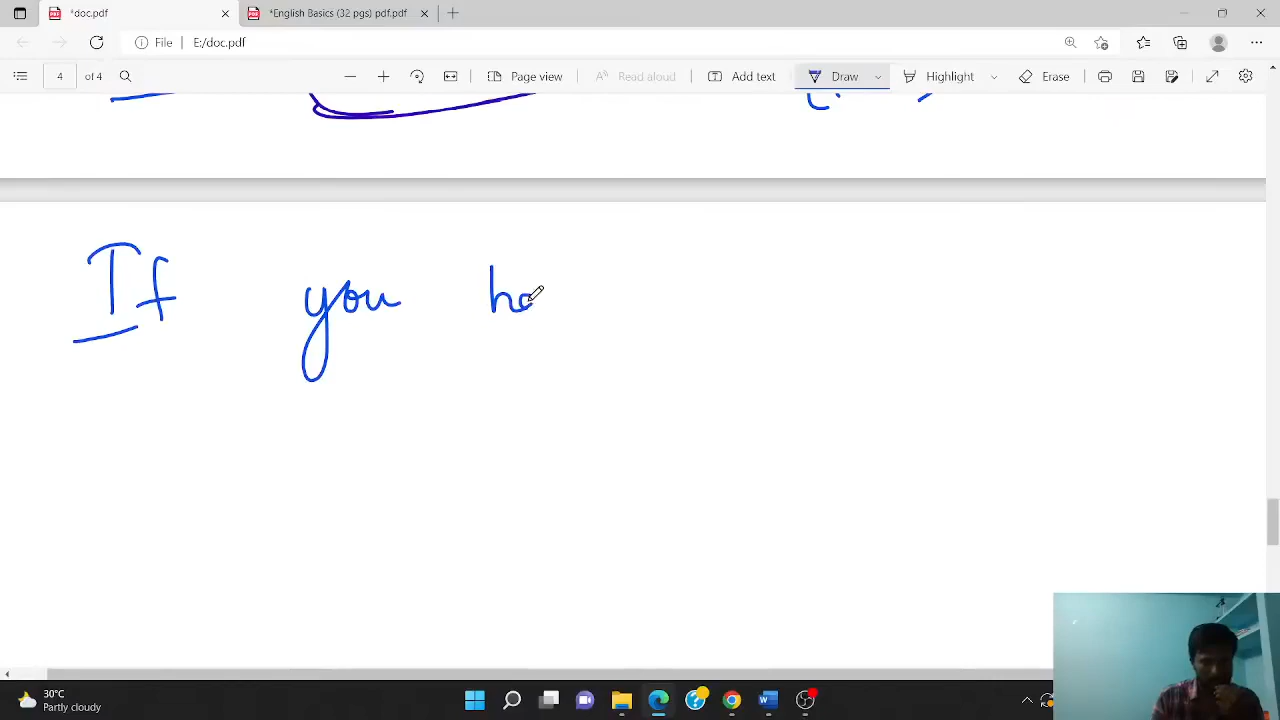 *doc.pdf
*English Basics (32 pgs) pdf.pdf
File E:/doc.pdf
4 of 4 Page view Read aloud Add text Draw Highlight Erase
If you ha
30°C
Partly cloudy